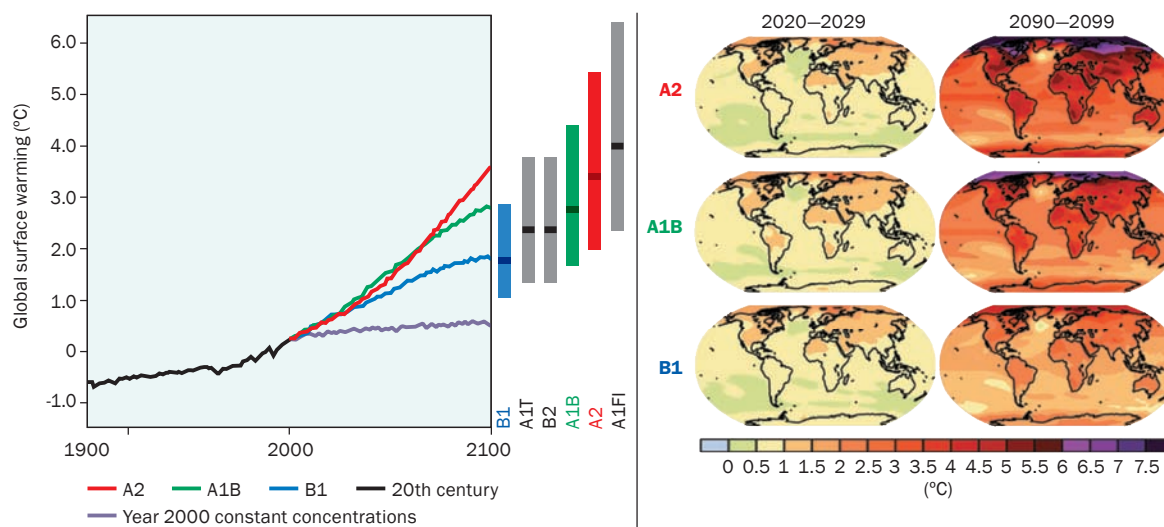 Global surface warming (ºC)
6.0
5.0
4.0
3.0
2.0
1.0
0
-1.0
1900
2000
2100
B1
A1T
B2
A1B
A2
A1FI
A2
A1B
B1
20th century
Year 2000 constant concentrations
2020–2029
2090–2099
A2
A1B
B1
0 0.5 1 1.5 2 2.5 3 3.5 4 4.5 5 5.5 6 6.5 7 7.5
(ºC)